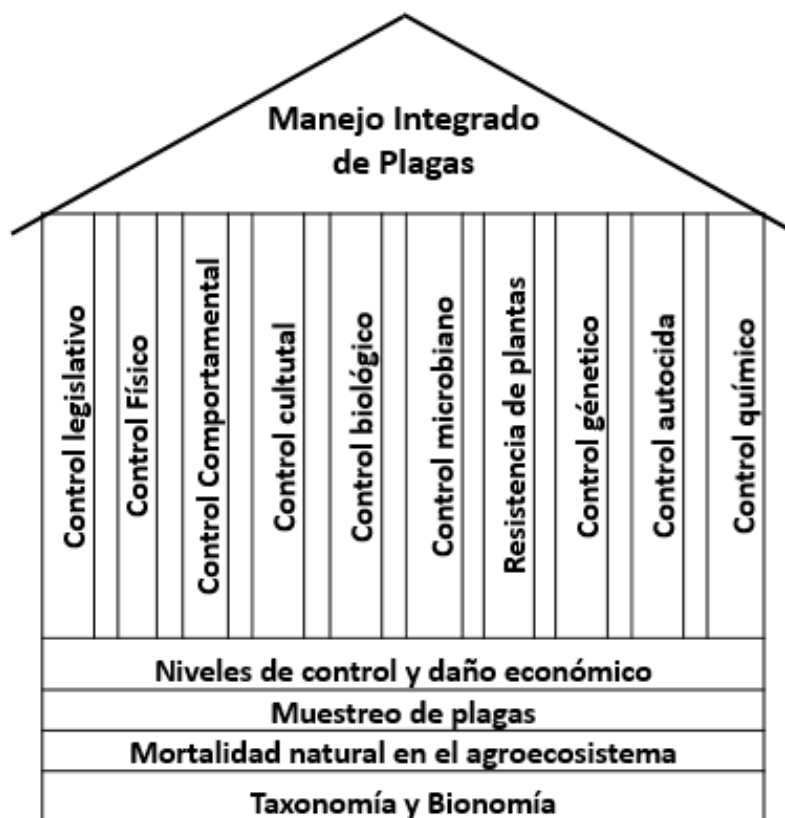 Manejo Integrado
de Plagas
Control legislativo
Control Físico
Control Comportamental
Control cultutal
Control biológico
Control microbiano
Resistencia de plantas
Control génetico
Control autocida
Control químico
Niveles de control y daño económico
Muestreo de plagas
Mortalidad natural en el agroecosistema
Taxonomía y Bionomía